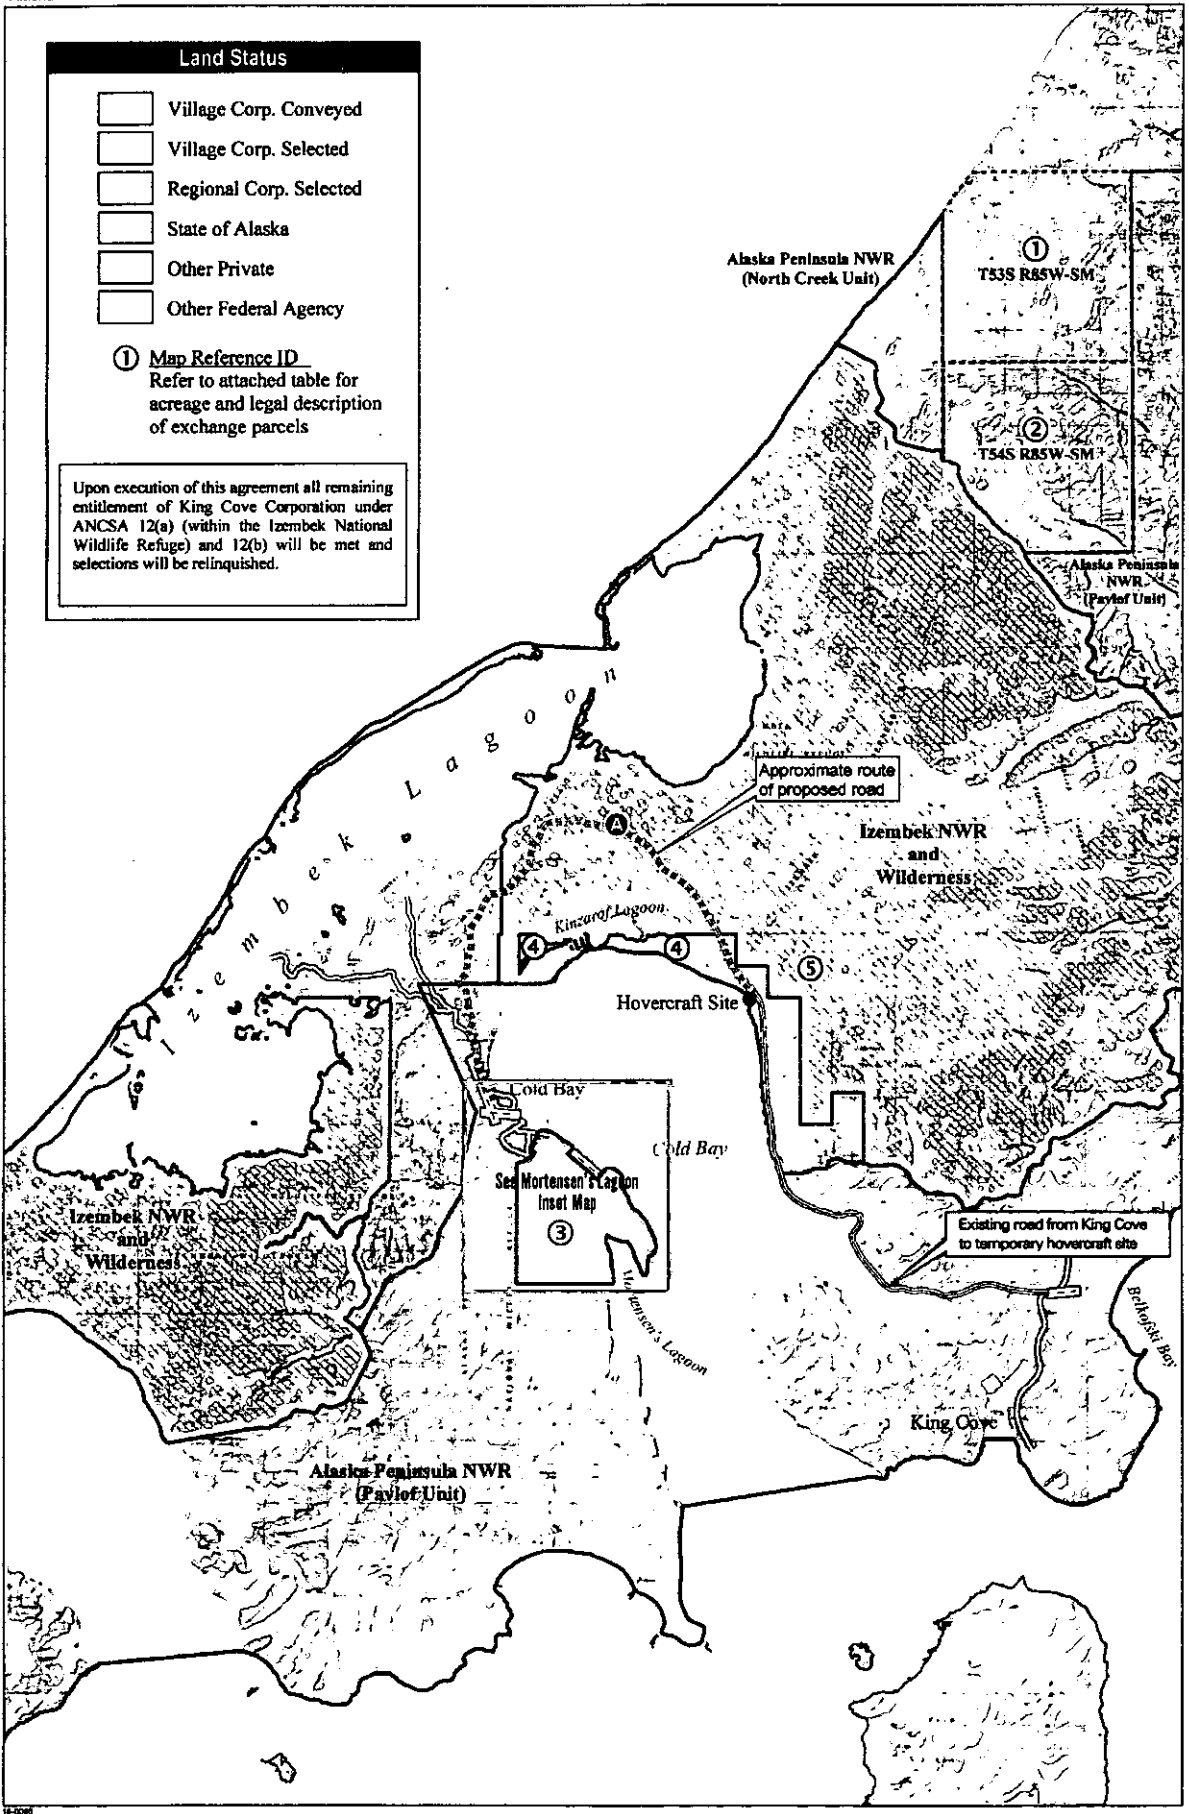 Land Status
Village Corp. Conveyed
Village Corp. Selected
Regional Corp. Selected
State of Alaska
Other Private
Other Federal Agency
① Map Reference ID
Refer to attached table for
acreage and legal description
of exchange parcels
Upon execution of this agreement all remaining
entitlement of King Cove Corporation under
ANCSA 12(a) (within the Izembek National
Wildlife Refuge) and 12(b) will be met and
selections will be relinquished.
Alaska Peninsula NWR
(North Creek Unit)
①
T53S R85W-SM
②
T54S R85W-SM
Alaska Peninsula
NWR
(Pavlof Unit)
Izembek Lagoon
Approximate route
of proposed road
A
Izembek NWR
and
Wilderness
Kinzarof Lagoon
④
④
⑤
Hovercraft Site
Cold Bay
Cold Bay
See Mortensen's Lagoon
Inset Map
③
Izembek NWR
and
Wilderness
Existing road from King Cove
to temporary hovercraft site
Mortensen's Lagoon
Belkofski Bay
King Cove
Alaska Peninsula NWR
(Pavlof Unit)